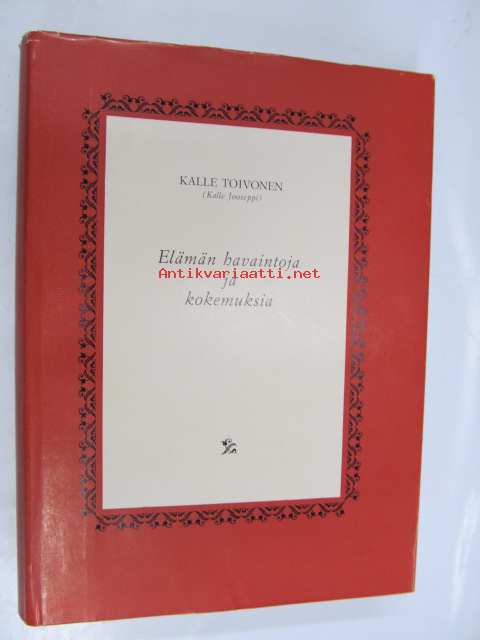 KALLE TOIVONEN
(Kalle Jooseppi)
Elämän havaintoja
Antikvariaatti.net
ja
kokemuksia